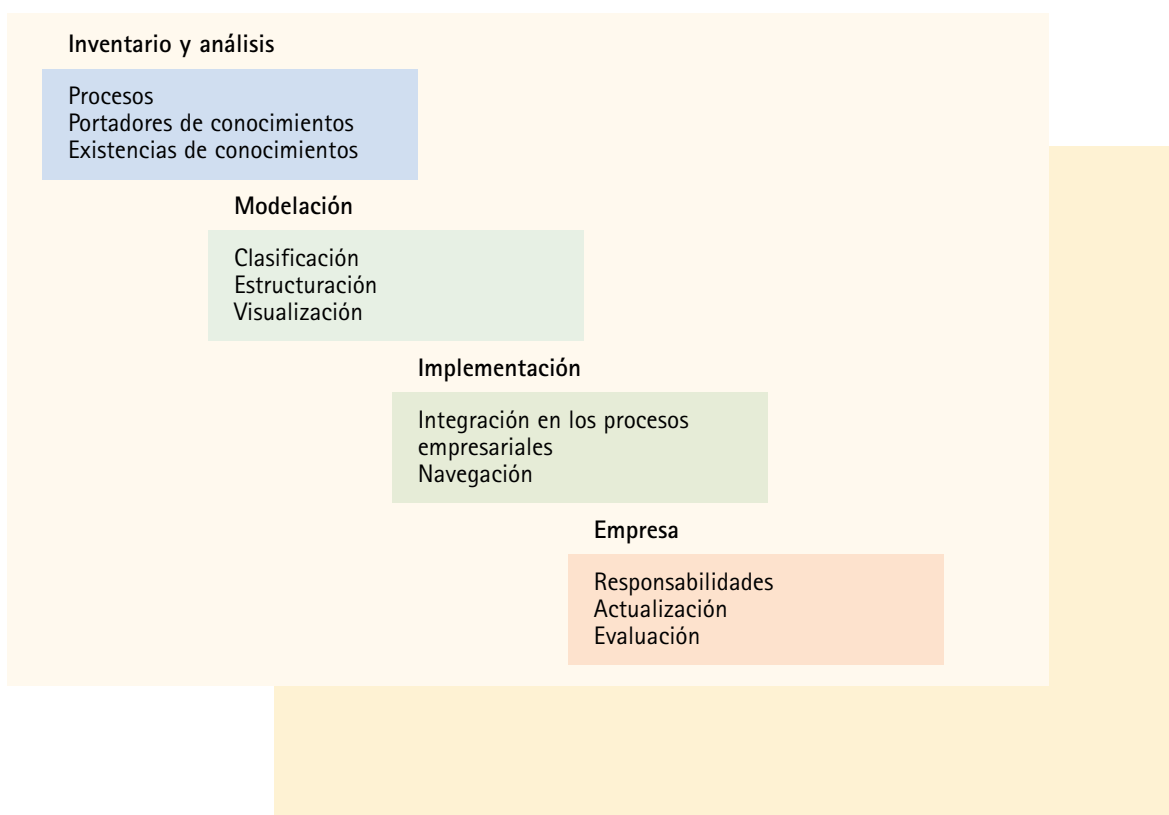 Inventario y análisis
Procesos
Portadores de conocimientos
Existencias de conocimientos
Modelación
Clasificación
Estructuración
Visualización
Implementación
Integración en los procesos
empresariales
Navegación
Empresa
Responsabilidades
Actualización
Evaluación